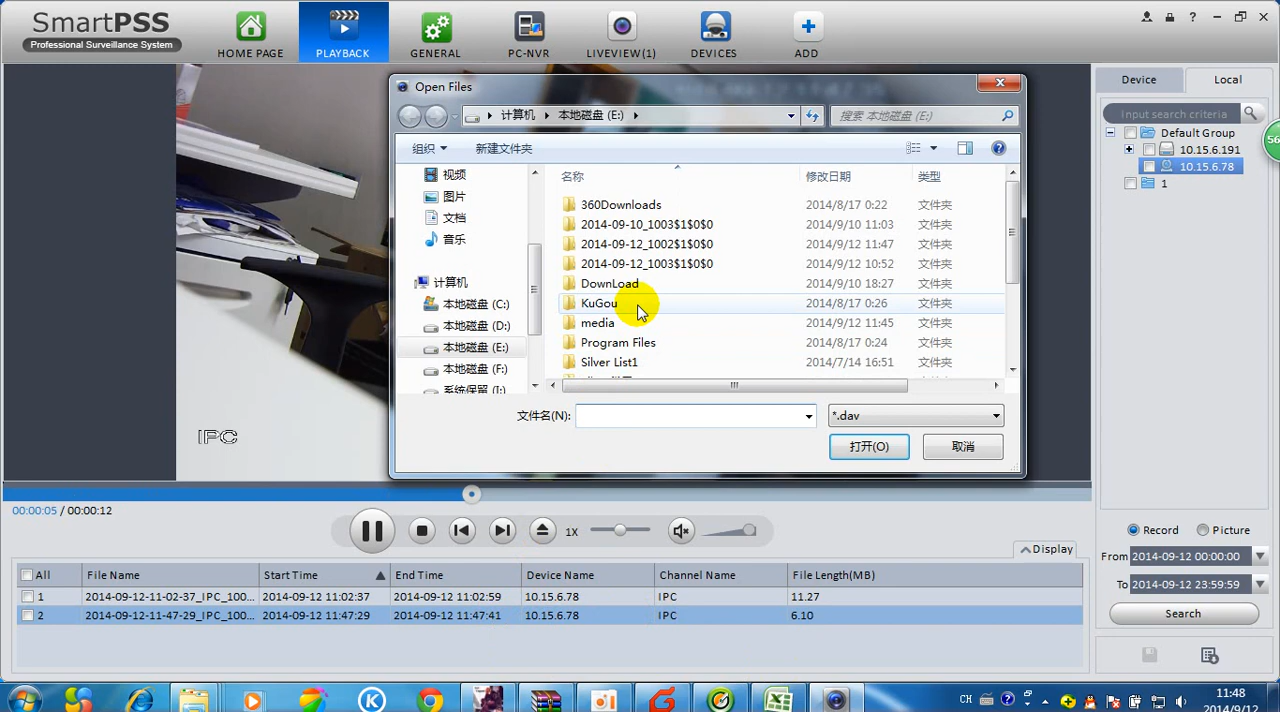 SmartPSS
Professional Surveillance System
HOME PAGE
PLAYBACK
GENERAL
PC-NVR
LIVEVIEW(1)
DEVICES
ADD
Open Files
计算机
本地磁盘 (E:)
搜索 本地磁盘 (E:)
组织
新建文件夹
视频
图片
文档
音乐
计算机
本地磁盘 (C:)
本地磁盘 (D:)
本地磁盘 (E:)
本地磁盘 (F:)
系统保留 (I:)
名称 修改日期 类型
360Downloads 2014/8/17 0:22 文件夹
2014-09-10_1003$1$0$0 2014/9/10 11:03 文件夹
2014-09-12_1002$1$0$0 2014/9/12 11:47 文件夹
2014-09-12_1003$1$0$0 2014/9/12 10:52 文件夹
DownLoad 2014/9/10 18:27 文件夹
KuGou 2014/8/17 0:26 文件夹
media 2014/9/12 11:45 文件夹
Program Files 2014/8/17 0:24 文件夹
Silver List1 2014/7/14 16:51 文件夹
文件名(N):
*.dav
打开(O)
取消
Device
Local
Input search criteria
Default Group
10.15.6.191
10.15.6.78
1
56
IPC
00:00:05 / 00:00:12
1X
Record
Picture
Display
From 2014-09-12 00:00:00
To 2014-09-12 23:59:59
Search
All File Name Start Time End Time Device Name Channel Name File Length(MB)
1 2014-09-12-11-02-37_IPC_100... 2014-09-12 11:02:37 2014-09-12 11:02:59 10.15.6.78 IPC 11.27
2 2014-09-12-11-47-29_IPC_100... 2014-09-12 11:47:29 2014-09-12 11:47:41 10.15.6.78 IPC 6.10
CH
11:48
2014/9/12